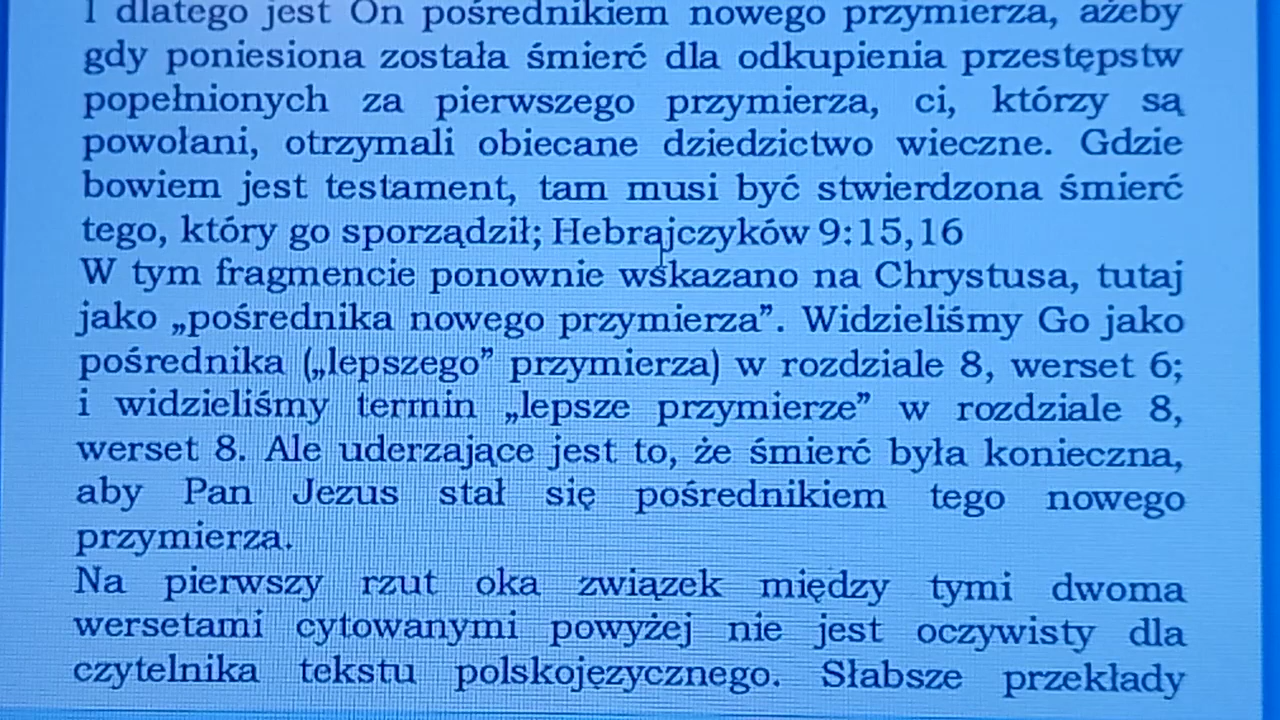 I dlatego jest On pośrednikiem nowego przymierza, ażeby
gdy poniesiona została śmierć dla odkupienia przestępstw
popełnionych za pierwszego przymierza, ci, którzy są
powołani, otrzymali obiecane dziedzictwo wieczne. Gdzie
bowiem jest testament, tam musi być stwierdzona śmierć
tego, który go sporządził; Hebrajczyków 9:15,16
W tym fragmencie ponownie wskazano na Chrystusa, tutaj
jako „pośrednika nowego przymierza”. Widzieliśmy Go jako
pośrednika („lepszego” przymierza) w rozdziale 8, werset 6;
i widzieliśmy termin „lepsze przymierze” w rozdziale 8,
werset 8. Ale uderzające jest to, że śmierć była konieczna,
aby Pan Jezus stał się pośrednikiem tego nowego
przymierza.
Na pierwszy rzut oka związek między tymi dwoma
wersetami cytowanymi powyżej nie jest oczywisty dla
czytelnika tekstu polskojęzycznego. Słabsze przekłady